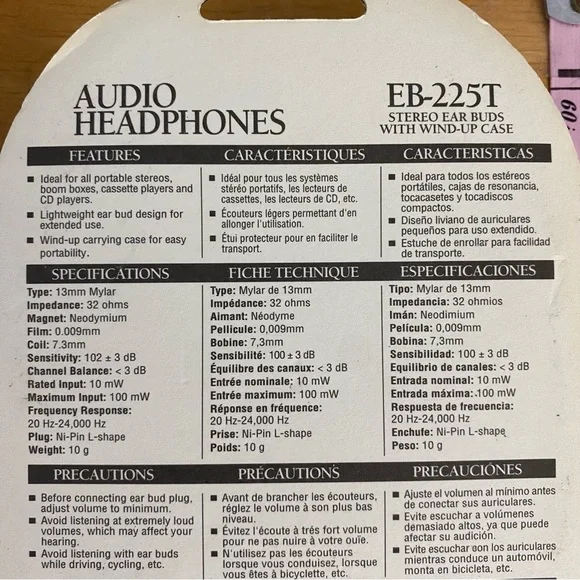 AUDIO
HEADPHONES
EB-225T
STEREO EAR BUDS
WITH WIND-UP CASE
FEATURES
■ Ideal for all portable stereos,
boom boxes, cassette players and
CD players.
■ Lightweight ear bud design for
extended use.
■ Wind-up carrying case for easy
portability.
CARACTÉRISTIQUES
■ Idéal pour tous les systèmes
stéréo portatifs, les lecteurs de
cassettes, les lecteurs de CD, etc.
■ Écouteurs légers permettant d'en
allonger l'utilisation.
■ Étui protecteur pour en faciliter le
transport.
CARACTERISTICAS
■ Ideal para todos los estéreos
portátiles, cajas de resonancia,
tocacasetes y tocadiscos
compactos.
■ Diseño liviano de auriculares
pequeños para uso extendido.
■ Estuche de enrollar para facilidad
de transporte.
SPECIFICATIONS
Type: 13mm Mylar
Impedance: 32 ohms
Magnet: Neodymium
Film: 0.009mm
Coil: 7.3mm
Sensitivity: 102 ± 3 dB
Channel Balance: < 3 dB
Rated Input: 10 mW
Maximum Input: 100 mW
Frequency Response:
20 Hz-24,000 Hz
Plug: Ni-Pin L-shape
Weight: 10 g
FICHE TECHNIQUE
Type: Mylar de 13mm
Impédance: 32 ohms
Aimant: Néodyme
Pellicule: 0,009mm
Bobine: 7,3mm
Sensibilité: 100 ± 3 dB
Équilibre des canaux: < 3 dB
Entrée nominale: 10 mW
Entrée maximum: 100 mW
Réponse en fréquence:
20 Hz-24,000 Hz
Prise: Ni-Pin L-shape
Poids: 10 g
ESPECIFICACIONES
Tipo: Mylar de 13mm
Impedancia: 32 ohmios
Imán: Neodimium
Película: 0,009mm
Bobina: 7,3mm
Sensibilidad: 100 ± 3 dB
Equilibrio de canales: < 3 dB
Entrada nominal: 10 mW
Entrada máxima: 100 mW
Respuesta de frecuencia:
20 Hz-24,000 Hz
Enchufe: Ni-Pin L-shape
Peso: 10 g
PRECAUTIONS
■ Before connecting ear bud plug,
adjust volume to minimum.
■ Avoid listening at extremely loud
volumes, which may affect your
hearing.
■ Avoid listening with ear buds
while driving, cycling, etc.
PRÉCAUTIONS
■ Avant de brancher les écouteurs,
réglez le volume à son plus bas
niveau.
■ Évitez l'écoute à trés fort volume
pour ne pas nuire à votre ouïe.
■ N'utilisez pas les écouteurs
lorsque vous conduisez, lorsque
vous êtes à bicyclette, etc.
PRECAUCIÓNES
■ Ajuste el volumen al mínimo antes
de conectar sus auriculares.
■ Evite escuchar a volúmenes
demasiado altos, ya que puede
afectar su audición.
■ Evite escuchar con los auriculares
mientras conduce un automóvil,
monta en bicicleta, etc.
60